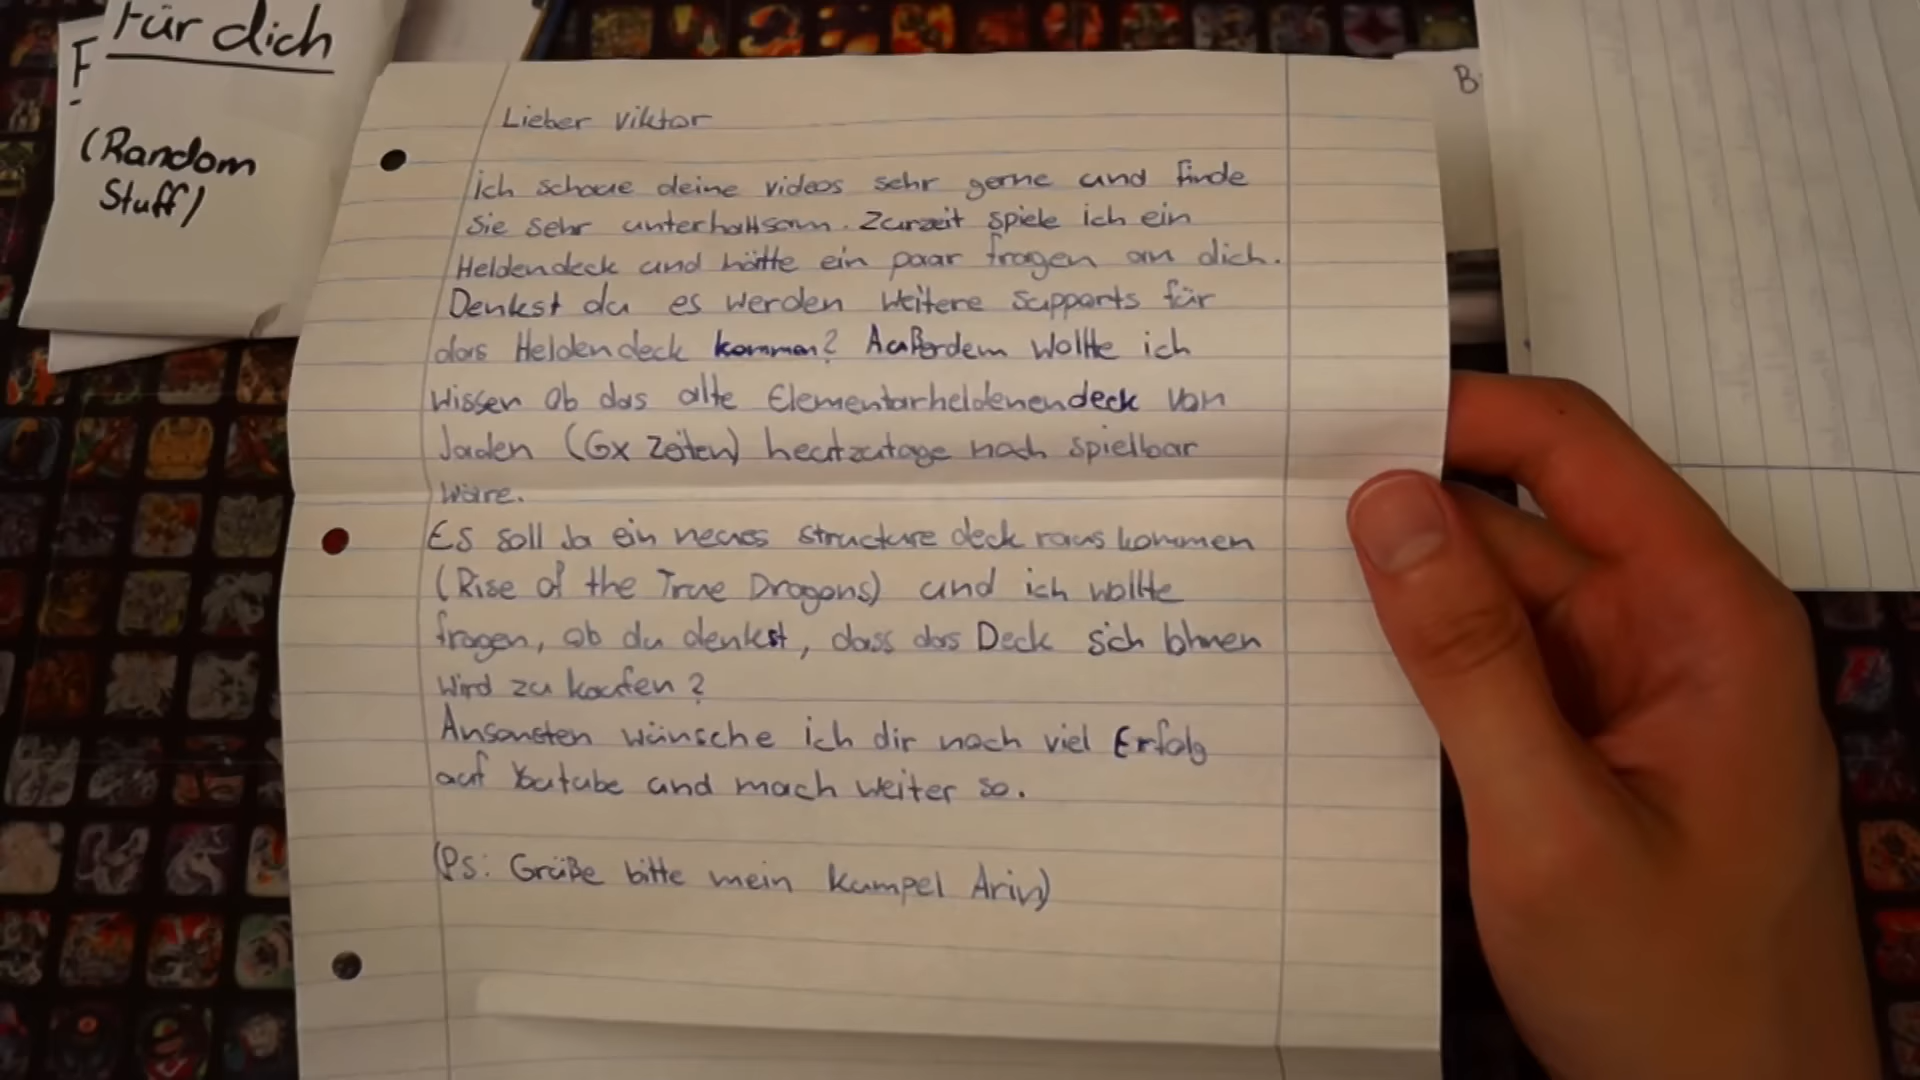 Für dich
(Random
Stuff)
F
B
Lieber Viktor
ich schaue deine videos sehr gerne und finde
sie sehr unterhaltsam. Zurzeit spiele ich ein
Heldendeck und hätte ein paar fragen an dich.
Denkst du es werden weitere supports für
das Heldendeck kommen? Außerdem wollte ich
wissen ob das alte Elementarheldenendeck von
Jaden (Gx Zeiten) heutzutage noch spielbar
wäre.
Es soll Ja ein neues structure deck raus kommen
(Rise of the True Dragons) und ich wollte
fragen, ob du denkst, dass das Deck sich lohnen
wird zu kaufen?
Ansonsten wünsche ich dir noch viel Erfolg
auf Youtube und mach weiter so.
(Ps: Grüße bitte mein Kumpel Ariv)